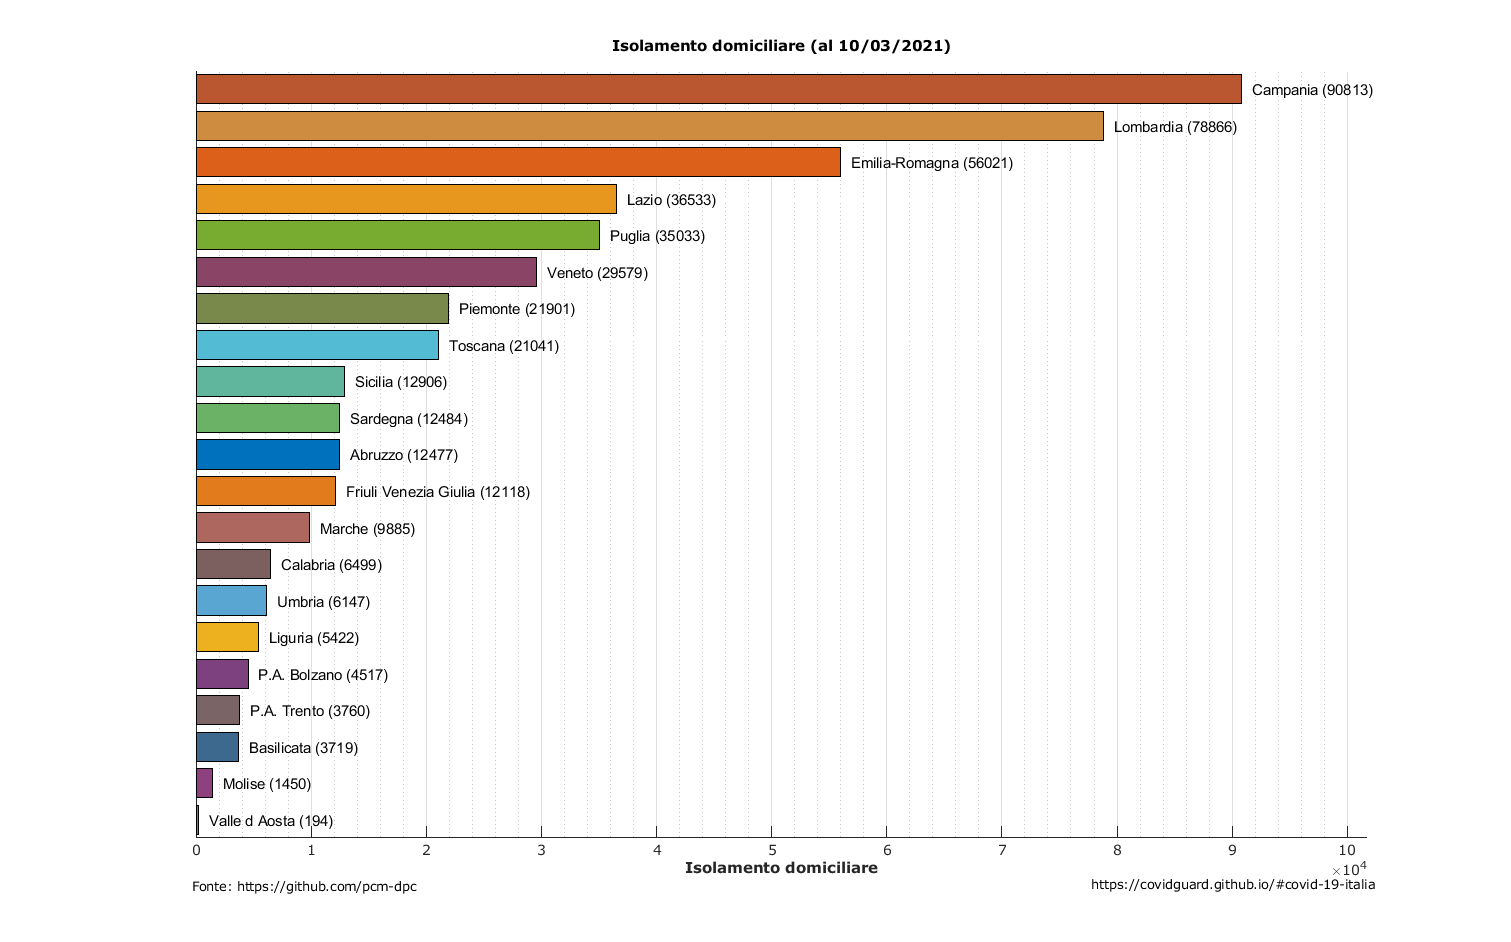 Isolamento domiciliare (al 10/03/2021)
Campania (90813)
Lombardia (78866)
Emilia-Romagna (56021)
Lazio (36533)
Puglia (35033)
Veneto (29579)
Piemonte (21901)
Toscana (21041)
Sicilia (12906)
Sardegna (12484)
Abruzzo (12477)
Friuli Venezia Giulia (12118)
Marche (9885)
Calabria (6499)
Umbria (6147)
Liguria (5422)
P.A. Bolzano (4517)
P.A. Trento (3760)
Basilicata (3719)
Molise (1450)
Valle d Aosta (194)
0 1 2 3 4 5 6 7 8 9 10
×10⁴
Isolamento domiciliare
Fonte: https://github.com/pcm-dpc
https://covidguard.github.io/#covid-19-italia